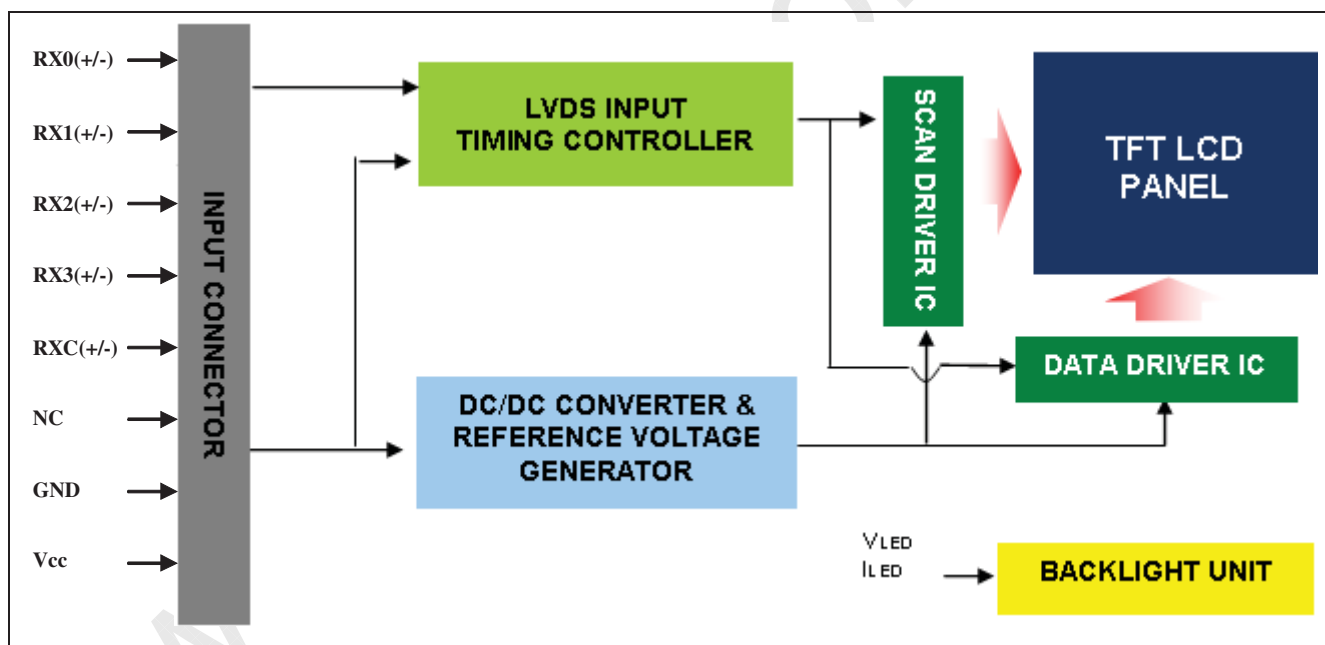 RX0(+/-)
RX1(+/-)
RX2(+/-)
RX3(+/-)
RXC(+/-)
NC
GND
Vcc
INPUT CONNECTOR
LVDS INPUT
TIMING CONTROLLER
DC/DC CONVERTER &
REFERENCE VOLTAGE
GENERATOR
SCAN DRIVER IC
TFT LCD
PANEL
DATA DRIVER IC
VLED
ILED
BACKLIGHT UNIT